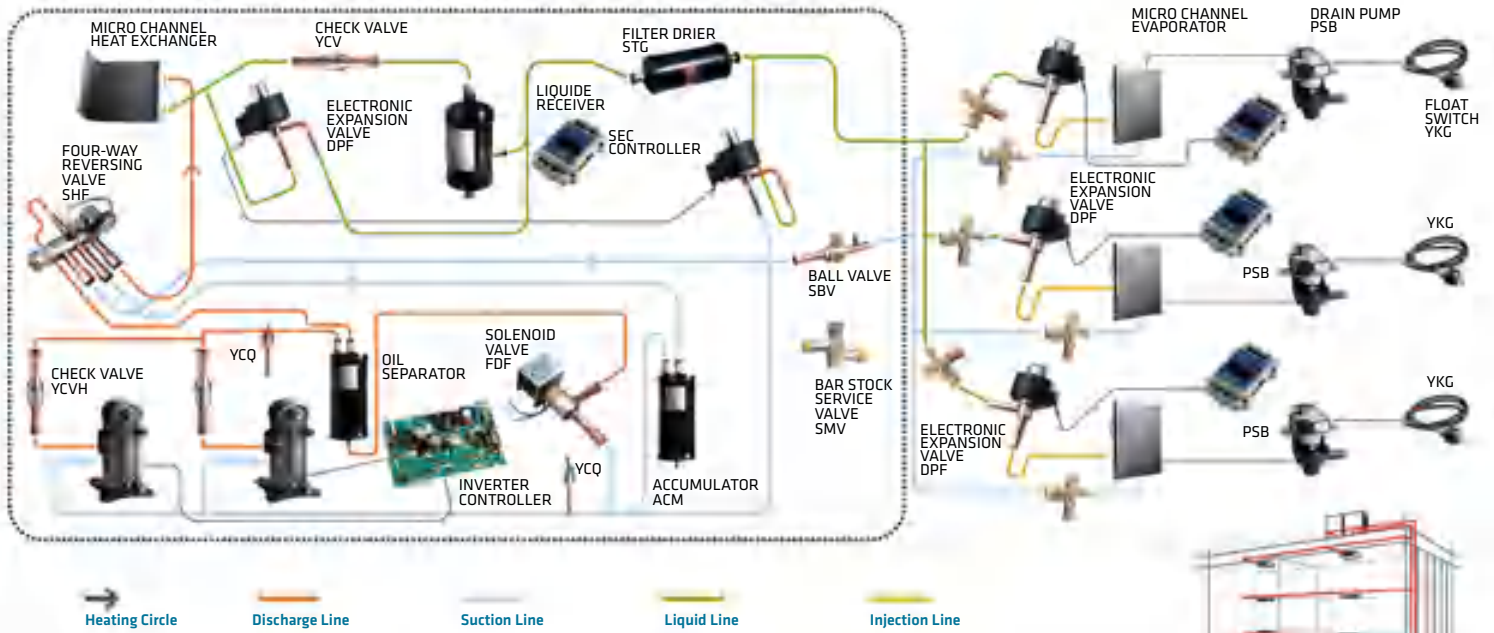 MICRO CHANNEL
HEAT EXCHANGER
CHECK VALVE
YCV
FILTER DRIER
STG
MICRO CHANNEL
EVAPORATOR
DRAIN PUMP
PSB
ELECTRONIC
EXPANSION
VALVE
DPF
LIQUIDE
RECEIVER
SEC
CONTROLLER
FLOAT
SWITCH
YKG
FOUR-WAY
REVERSING
VALVE
SHF
ELECTRONIC
EXPANSION
VALVE
DPF
YKG
PSB
BALL VALVE
SBV
CHECK VALVE
YCVH
YCQ
OIL
SEPARATOR
SOLENOID
VALVE
FDF
BAR STOCK
SERVICE
VALVE
SMV
YKG
PSB
ELECTRONIC
EXPANSION
VALVE
DPF
INVERTER
CONTROLLER
YCQ
ACCUMULATOR
ACM
Heating Circle
Discharge Line
Suction Line
Liquid Line
Injection Line